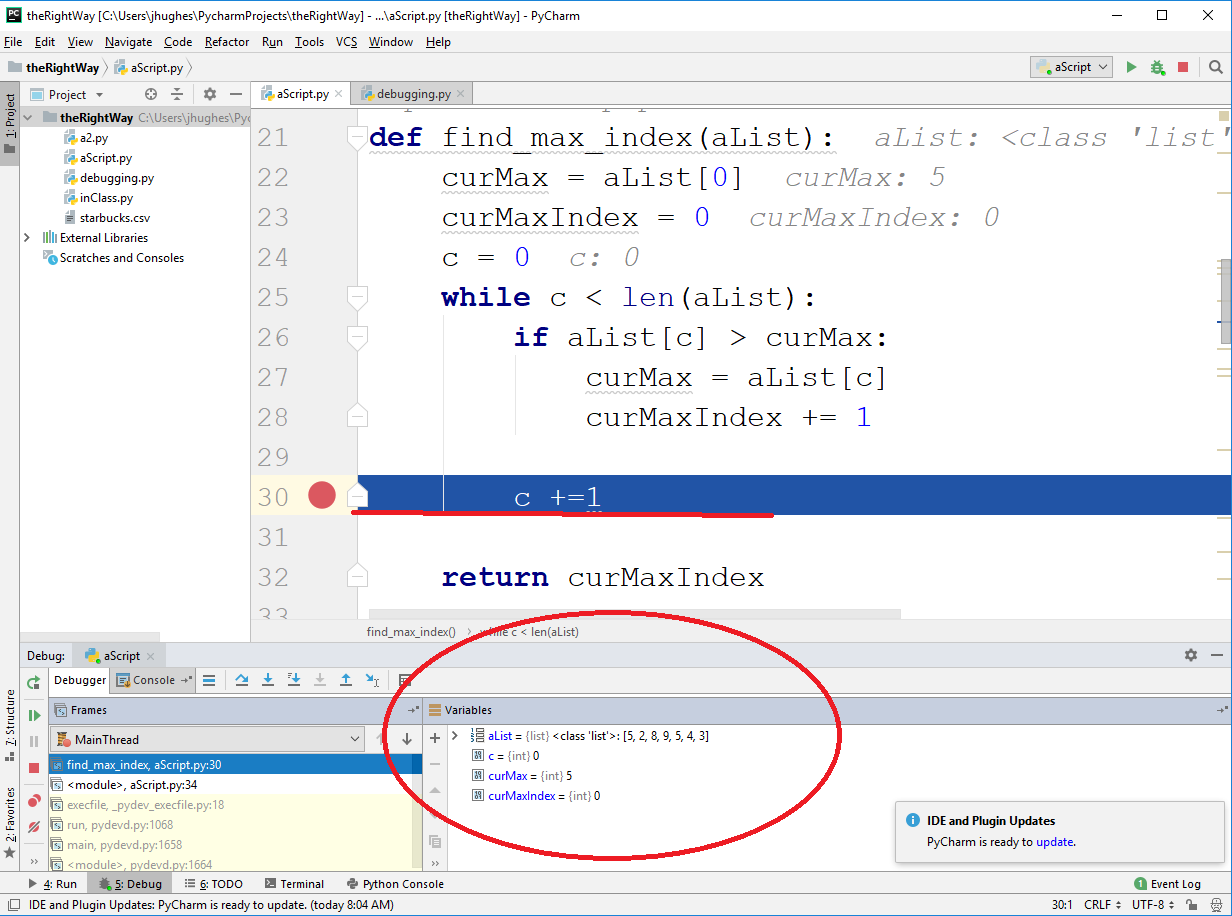 theRightWay [C:\Users\jhughes\PycharmProjects\theRightWay] - ...\aScript.py [theRightWay] - PyCharm
File Edit View Navigate Code Refactor Run Tools VCS Window Help
theRightWay aScript.py
aScript
1: Project
Project
theRightWay C:\Users\jhughes\Pyc
a2.py
aScript.py
debugging.py
inClass.py
starbucks.csv
External Libraries
Scratches and Consoles
aScript.py debugging.py
21 def find_max_index(aList): aList: <class 'list'
22 curMax = aList[0] curMax: 5
23 curMaxIndex = 0 curMaxIndex: 0
24 c = 0 c: 0
25 while c < len(aList):
26 if aList[c] > curMax:
27 curMax = aList[c]
28 curMaxIndex += 1
29
30 c +=1
31
32 return curMaxIndex
33
find_max_index() while c < len(aList)
Debug: aScript
Debugger Console
7: Structure
2: Favorites
Frames
MainThread
find_max_index, aScript.py:30
<module>, aScript.py:34
execfile, _pydev_execfile.py:18
run, pydevd.py:1068
main, pydevd.py:1658
<module>, pydevd.py:1664
Variables
aList = {list} <class 'list'>: [5, 2, 8, 9, 5, 4, 3]
c = {int} 0
curMax = {int} 5
curMaxIndex = {int} 0
IDE and Plugin Updates
PyCharm is ready to update.
4: Run 5: Debug 6: TODO Terminal Python Console
1 Event Log
IDE and Plugin Updates: PyCharm is ready to update. (today 8:04 AM)
30:1 CRLF UTF-8